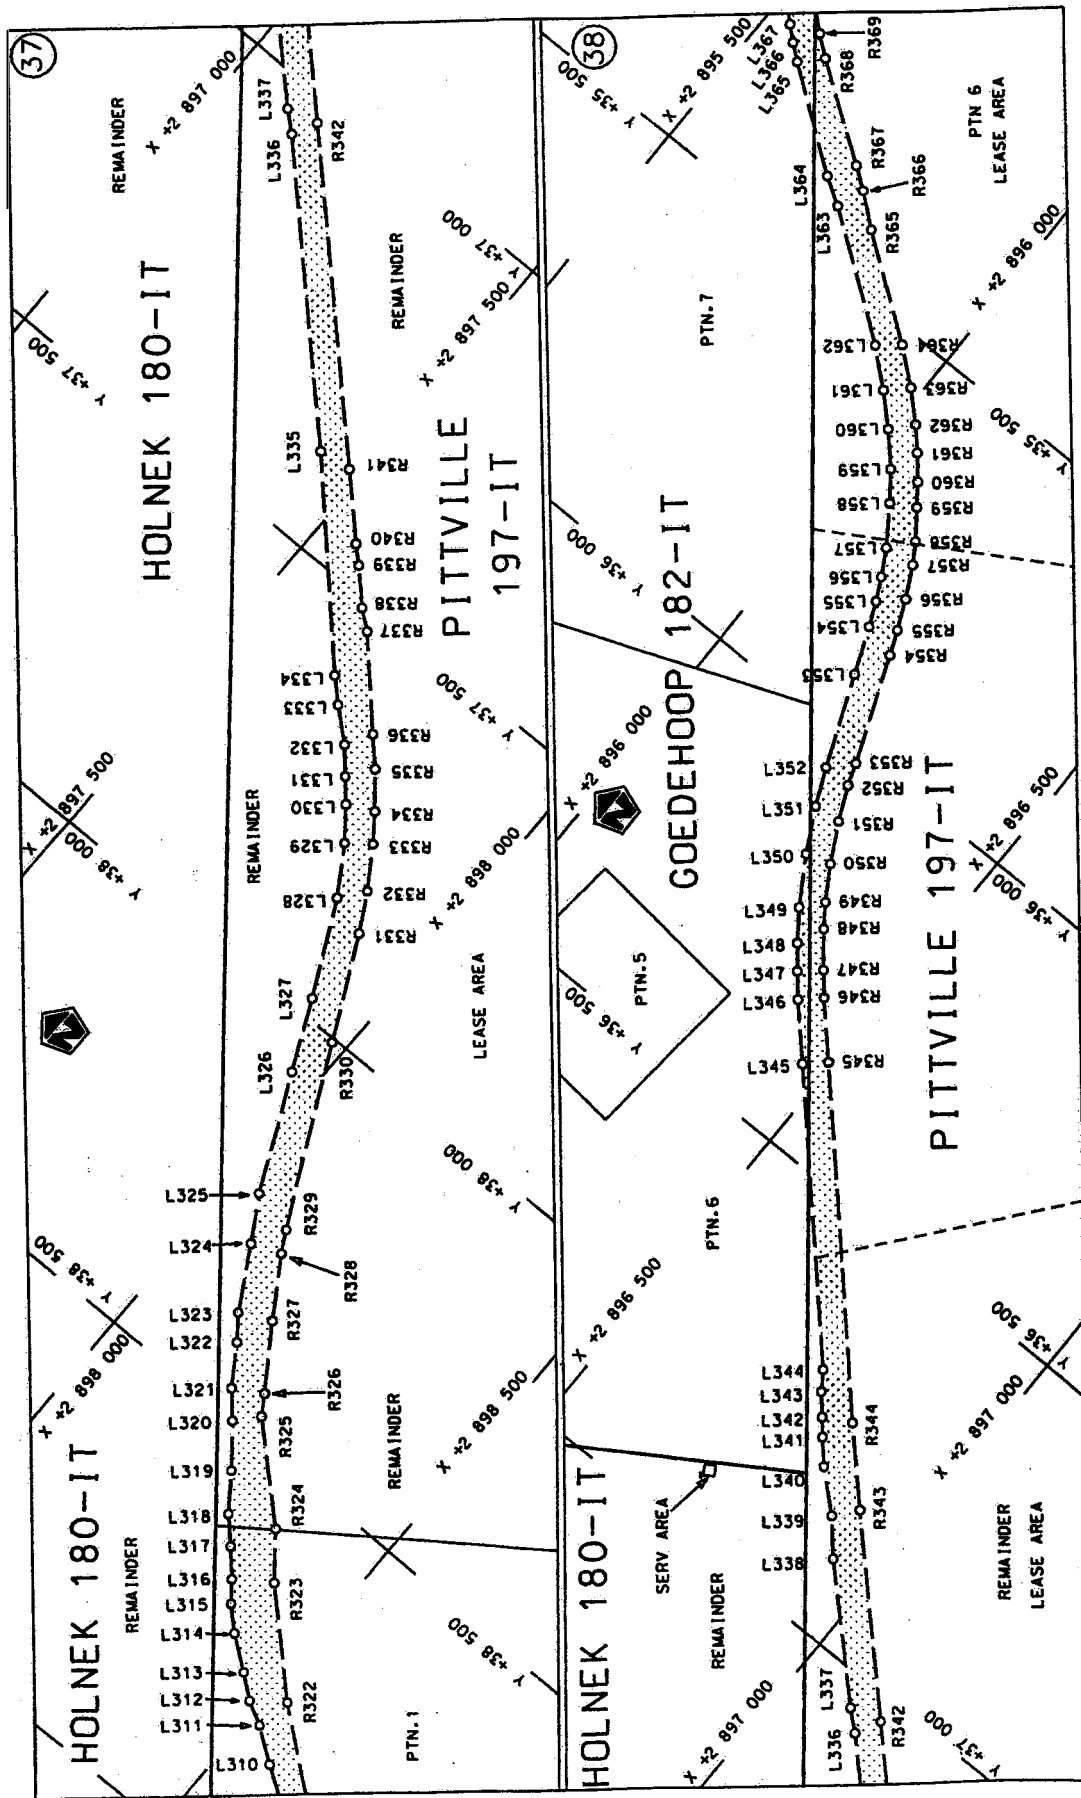 37
REMAINDER
X +2 897 000
L337
L336
R342
HOLNEK 180-IT
Y +37 500
REMAINDER
Y +37 000
X +2 897 500
L335
R341
R340
R339
R338
R337
PITTVILLE
197-IT
L334
L333
L332
L331
L330
L329
L328
R336
R335
R334
R333
R332
R331
X +2 897 500
Y +38 000
REMAINDER
Y +37 500
X +2 898 000
L327
L326
R330
LEASE AREA
L325
L324
R329
R328
Y +38 000
Y +38 500
X +2 898 000
L323
L322
L321
L320
L319
L318
L317
L316
L315
L314
L313
L312
L311
L310
R327
R326
R325
R324
R323
R322
REMAINDER
X +2 898 500
HOLNEK 180-IT
REMAINDER
Y +38 500
PTN.1
38
Y +35 500
X +2 895 500
L367
L366
L365
R369
R368
L364
L363
R367
R366
R365
PTN 6
LEASE AREA
PTN.7
X +2 896 000
L362
L361
L360
L359
L358
L357
L356
L355
L354
L353
R364
R363
R362
R361
R360
R359
R358
R357
R356
R355
R354
Y +35 500
Y +36 000
GOEDEHOOP 182-IT
X +2 896 000
L352
L351
L350
L349
L348
L347
L346
L345
R353
R352
R351
R350
R349
R348
R347
R346
R345
PITTVILLE 197-IT
X +2 896 500
Y +36 000
PTN.5
Y +36 500
PTN.6
X +2 896 500
L344
L343
L342
L341
L340
L339
L338
R344
R343
Y +36 500
X +2 897 000
HOLNEK 180-IT
SERV AREA
REMAINDER
REMAINDER
LEASE AREA
X +2 897 000
L337
L336
R342
Y +37 000